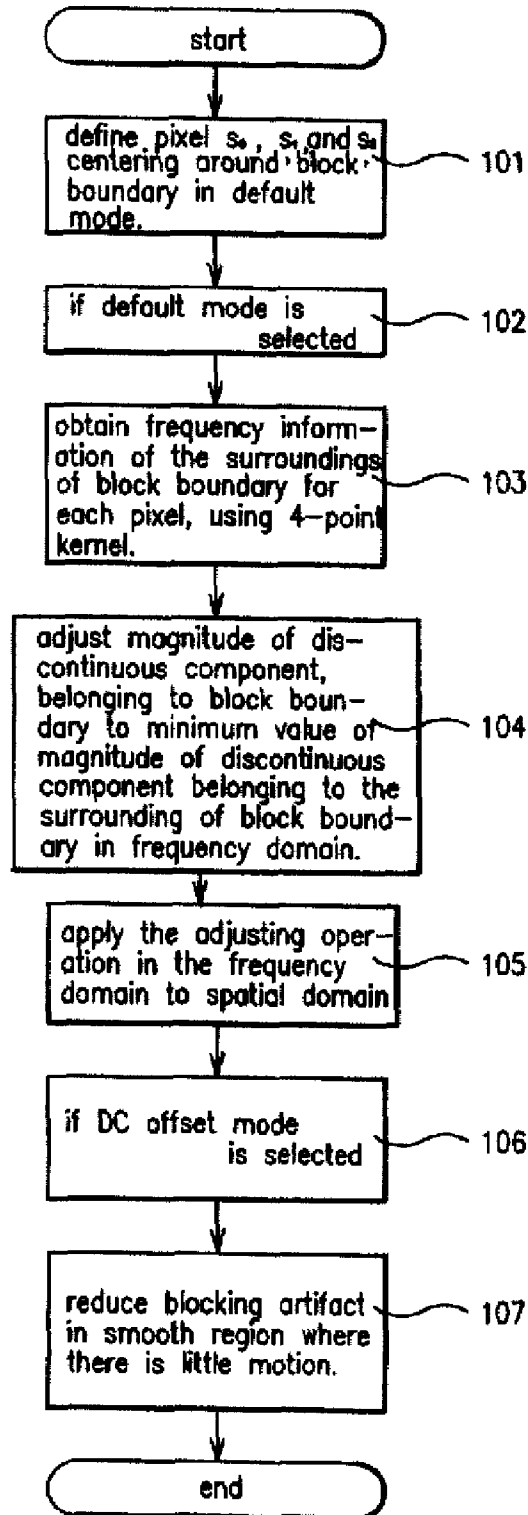 start
define pixel s₀, s₁, and s₂
centering around block
boundary in default
mode.
101
if default mode is
selected
102
obtain frequency inform-
ation of the surroundings
of block boundary for
each pixel, using 4-point
kernel.
103
adjust magnitude of dis-
continuous component,
belonging to block boun-
dary to minimum value of
magnitude of discontinuous
component belonging to the
surrounding of block bound-
ary in frequency domain.
104
apply the adjusting oper-
ation in the frequency
domain to spatial domain
105
if DC offset mode
is selected
106
reduce blocking artifact
in smooth region where
there is little motion.
107
end